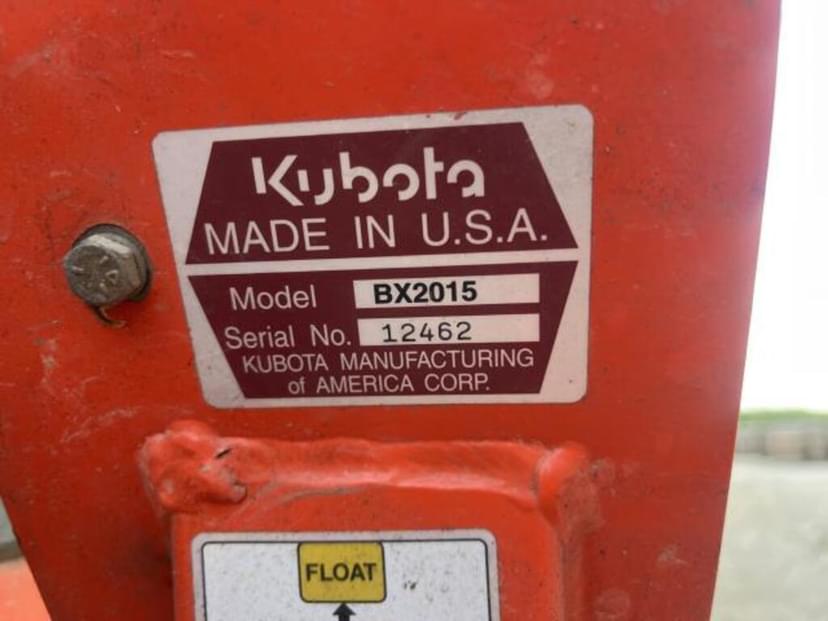 Kubota
MADE IN U.S.A.
Model BX2015
Serial No. 12462
KUBOTA MANUFACTURING
of AMERICA CORP.
FLOAT